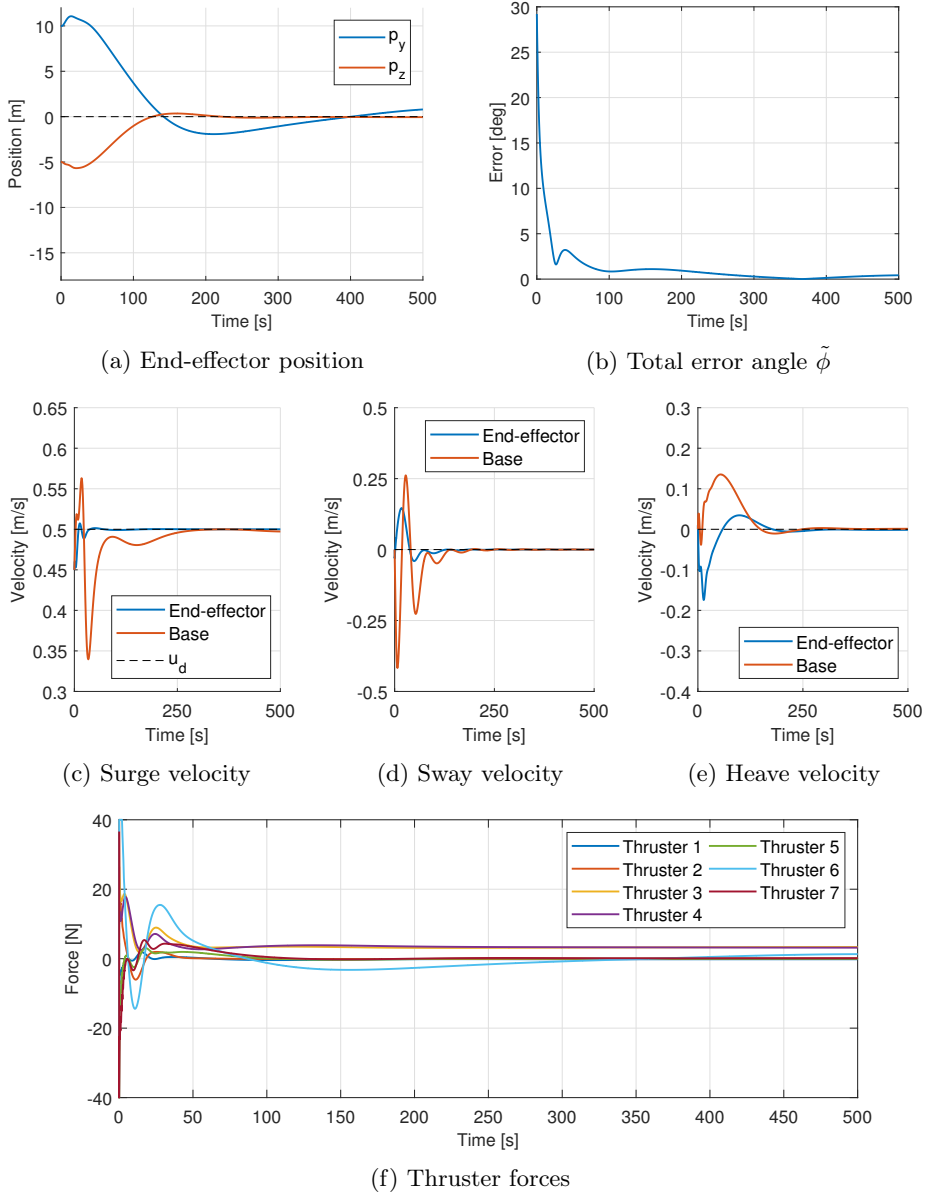 10
5
0
-5
-10
-15
Position [m]
p_y
p_z
0 100 200 300 400 500
Time [s]
(a) End-effector position
30
25
20
15
10
5
0
Error [deg]
0 100 200 300 400 500
Time [s]
(b) Total error angle φ̃
0.65
0.6
0.55
0.5
0.45
0.4
0.35
0.3
Velocity [m/s]
End-effector
Base
u_d
0 250 500
Time [s]
(c) Surge velocity
0.5
0.25
0
-0.25
-0.5
Velocity [m/s]
End-effector
Base
0 250 500
Time [s]
(d) Sway velocity
0.3
0.2
0.1
0
-0.1
-0.2
-0.3
-0.4
Velocity [m/s]
End-effector
Base
0 250 500
Time [s]
(e) Heave velocity
40
20
0
-20
-40
Force [N]
Thruster 1
Thruster 2
Thruster 3
Thruster 4
Thruster 5
Thruster 6
Thruster 7
0 50 100 150 200 250 300 350 400 450 500
Time [s]
(f) Thruster forces